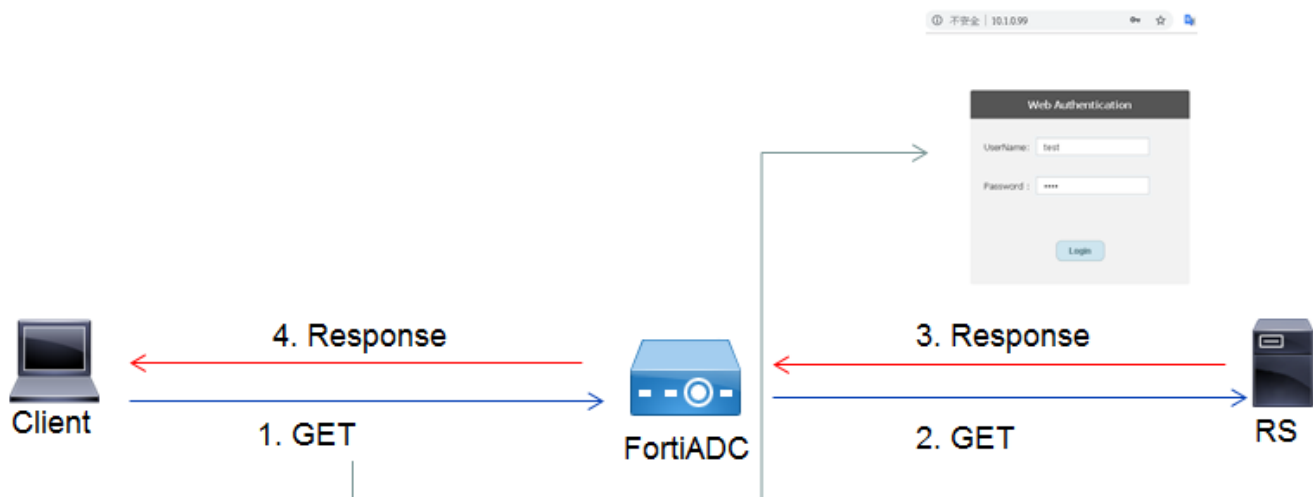 不安全 | 10.1.0.99
Web Authentication
UserName: test
Password : ••••
Login
4. Response
3. Response
Client
1. GET
FortiADC
2. GET
RS